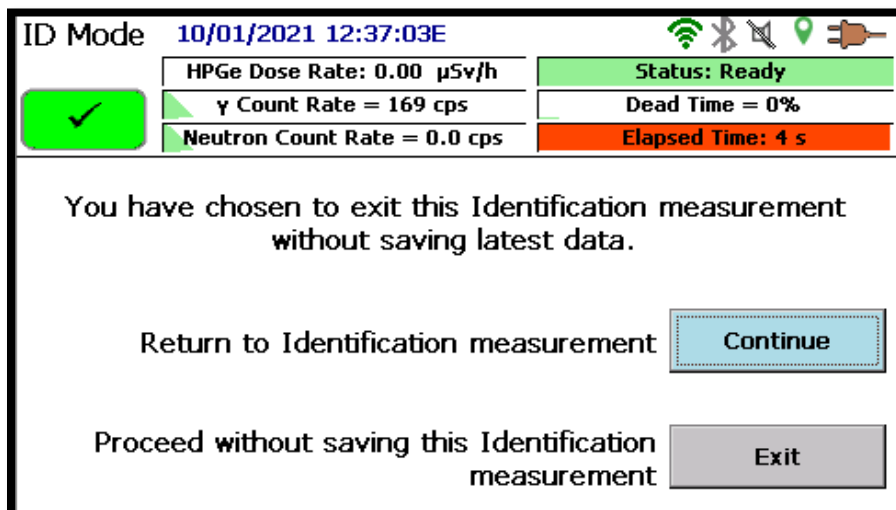 ID Mode 10/01/2021 12:37:03E
HPGe Dose Rate: 0.00 µSv/h Status: Ready
γ Count Rate = 169 cps Dead Time = 0%
Neutron Count Rate = 0.0 cps Elapsed Time: 4 s
You have chosen to exit this Identification measurement
without saving latest data.
Return to Identification measurement Continue
Proceed without saving this Identification
measurement Exit